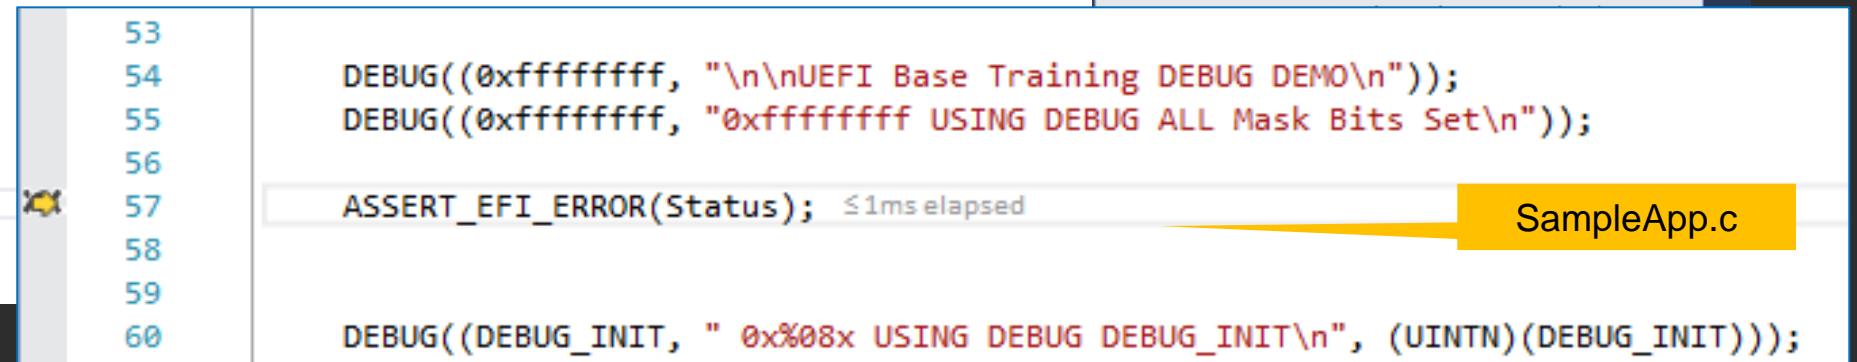 53
54 DEBUG((0xffffffff, "\n\nUEFI Base Training DEBUG DEMO\n"));
55 DEBUG((0xffffffff, "0xffffffff USING DEBUG ALL Mask Bits Set\n"));
56
57 ASSERT_EFI_ERROR(Status); ≤1ms elapsed
SampleApp.c
58
59
60 DEBUG((DEBUG_INIT, " 0x%08x USING DEBUG DEBUG_INIT\n", (UINTN)(DEBUG_INIT)));